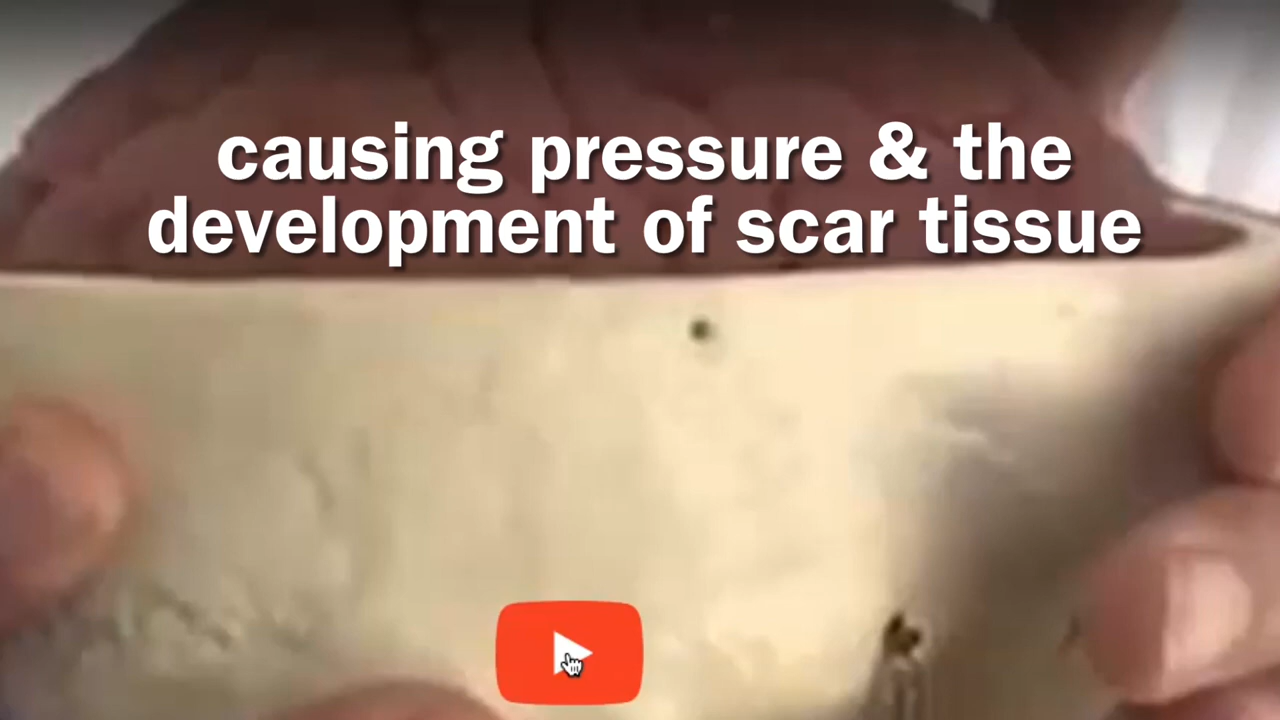 causing pressure & the
development of scar tissue